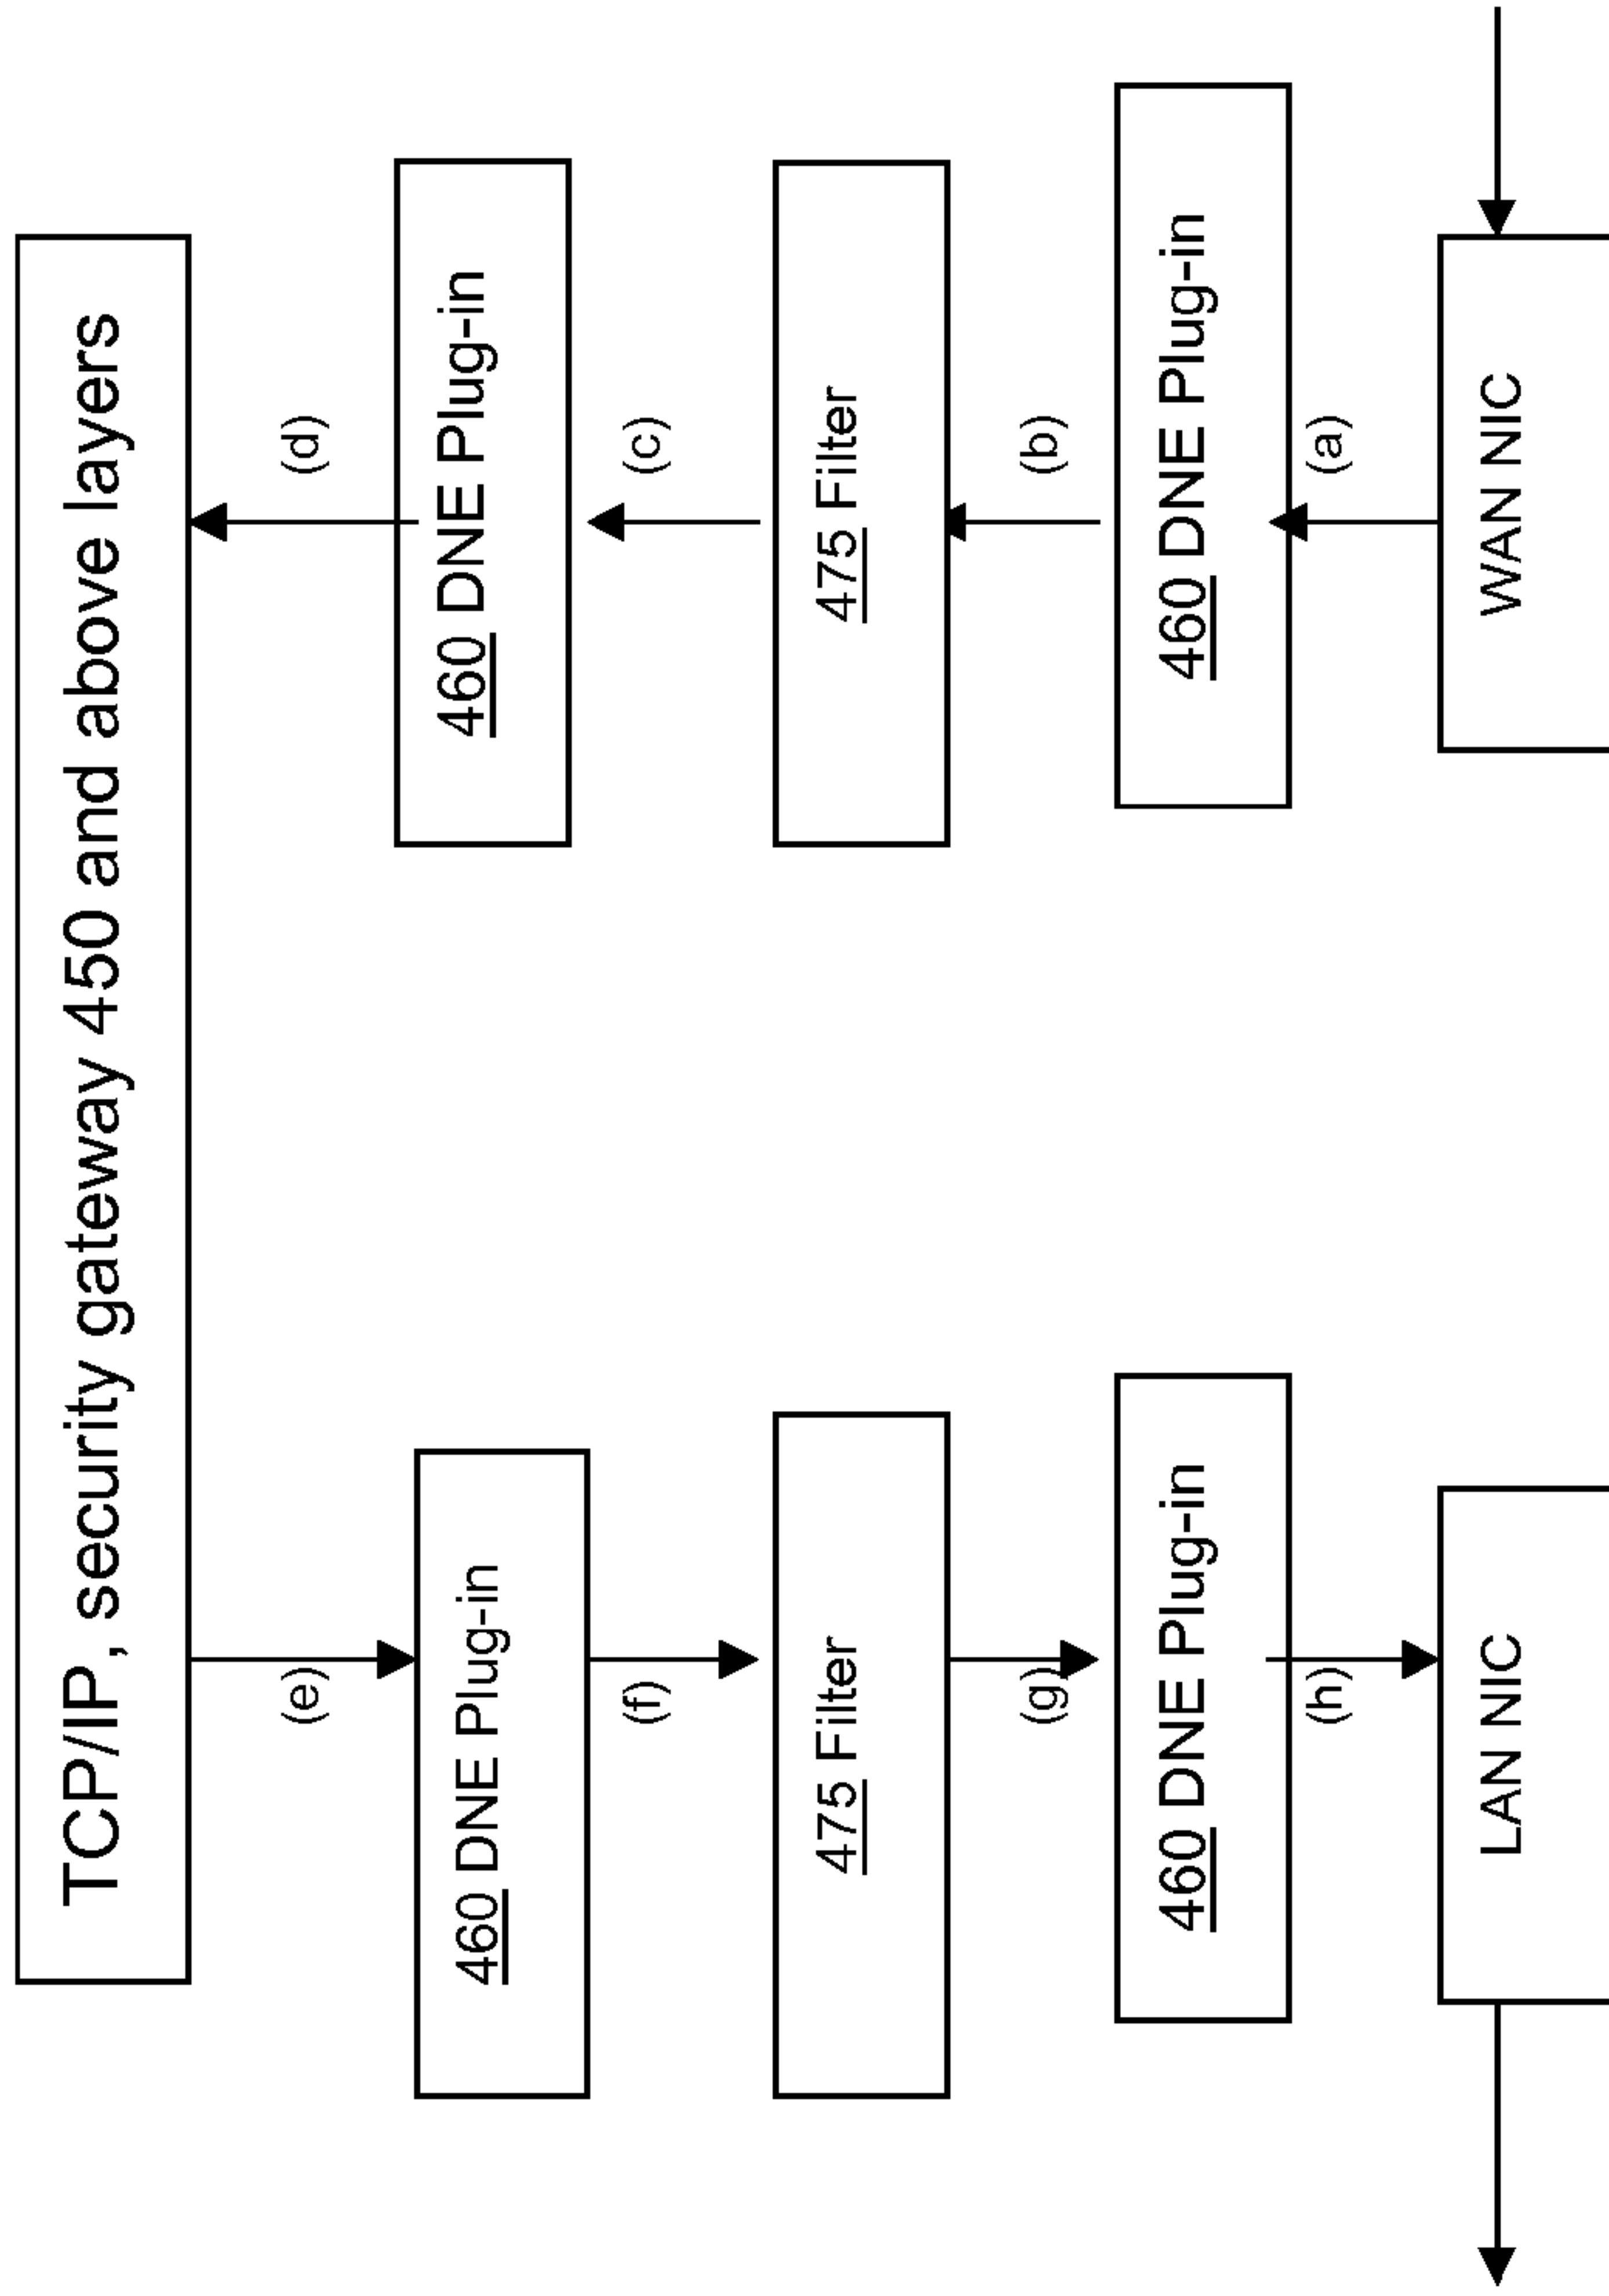 TCP/IP, security gateway 450 and above layers
(e)
(d)
460 DNE Plug-in
460 DNE Plug-in
(f)
(c)
475 Filter
475 Filter
(g)
(b)
460 DNE Plug-in
460 DNE Plug-in
(h)
(a)
LAN NIC
WAN NIC